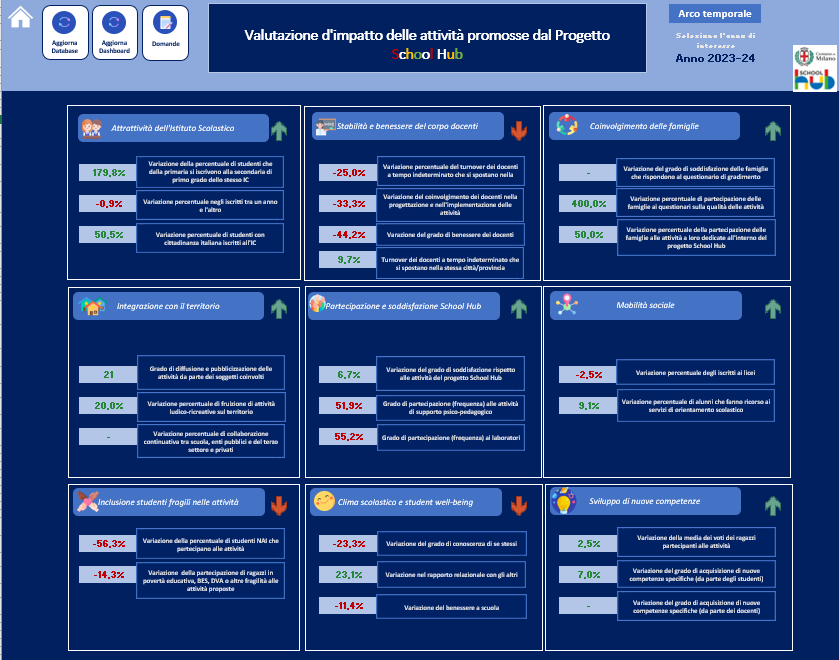 Aggiorna
Database
Aggiorna
Dashboard
Domande
Valutazione d'impatto delle attività promosse dal Progetto
School Hub
Arco temporale
Seleziona l'anno di
interesse
Anno 2023-24
Comune di
Milano
SCHOOL
hub
Attrattività dell'Istituto Scolastico
179,8%
Variazione della percentuale di studenti che
dalla primaria si iscrivono alla secondaria di
primo grado dello stesso IC
-0,9%
Variazione percentuale negli iscritti tra un anno
e l'altro
50,5%
Variazione percentuale di studenti con
cittadinanza italiana iscritti all'IC
Stabilità e benessere del corpo docenti
-25,0%
Variazione percentuale del turnover dei docenti
a tempo indeterminato che si spostano nella
-33,3%
Variazione del coinvolgimento dei docenti nella
progettazione e nell'implementazione delle
attività
-44,2%
Varazione del grado di benessere dei docenti
9,7%
Turnover dei docenti a tempo indeterminato che
si spostano nella stessa città/provincia
Coinvolgimento delle famiglie
-
Variazione del grado di soddisfazione delle famiglie
che rispondono al questionario di gradimento
400,0%
Variazione percentuale di partecipazione delle
famiglie ai questionari sulla qualità delle attività
50,0%
Variazione percentuale della partecipazione delle
famiglie alle attività a loro dedicate all'interno del
progetto School Hub
Integrazione con il territorio
21
Grado di diffusione e pubblicizzazione delle
attività da parte dei soggetti coinvolti
20,0%
Variazione percentuale di fruizione di attività
ludico-ricreative sul territorio
-
Variazione percentuale di collaborazione
continuativa tra scuola, enti pubblici e del terzo
settore e privati
Partecipazione e soddisfazione School Hub
6,7%
Variazione del grado di soddisfazione rispetto
alle attività del progetto School Hub
51,9%
Grado di partecipazione (frequenza) alle attività
di supporto psico-pedagogico
55,2%
Grado di partecipazione (frequenza) ai laboratori
Mobilità sociale
-2,5%
Variazione percentuale degli iscritti ai licei
9,1%
Variazione percentuale di alunni che fanno ricorso ai
servizi di orientamento scolastico
Inclusione studenti fragili nelle attività
-56,3%
Variazione della percentuale di studenti NAI che
partecipano alle attività
-14,3%
Variazione della partecipazione di ragazzi in
povertà educativa, BES, DVA o altre fragilità alle
attività proposte
Clima scolastico e student well-being
-23,3%
Variazione del grado di conoscenza di se stessi
23,1%
Variazione nel rapporto relazionale con gli altri
-11,4%
Variazione del benessere a scuola
Sviluppo di nuove competenze
2,5%
Variazione della media dei voti dei ragazzi
partecipanti alle attività
7,0%
Variazione del grado di acquisizione di nuove
competenze specifiche (da parte degli studenti)
-
Variazione del grado di acquisizione di nuove
competenze specifiche (da parte dei docenti)